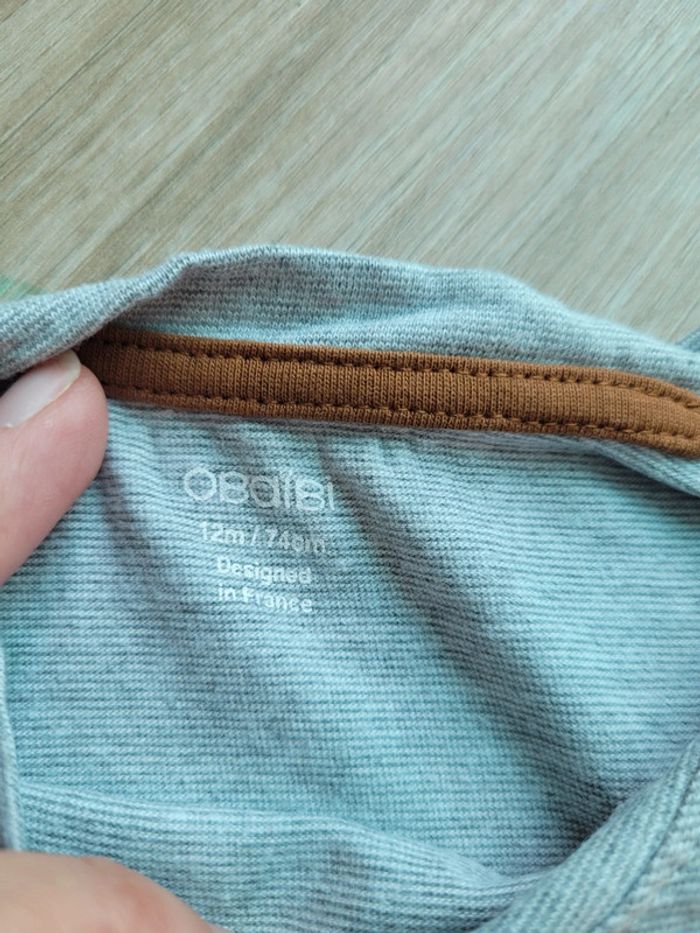 OBaïBi
12m / 74cm
Designed
in France